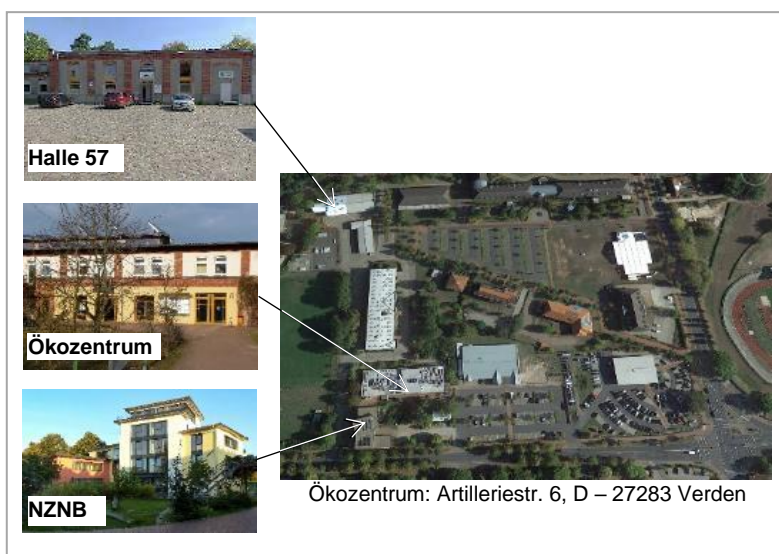 Halle 57
Ökozentrum
NZNB
Ökozentrum: Artilleriestr. 6, D – 27283 Verden